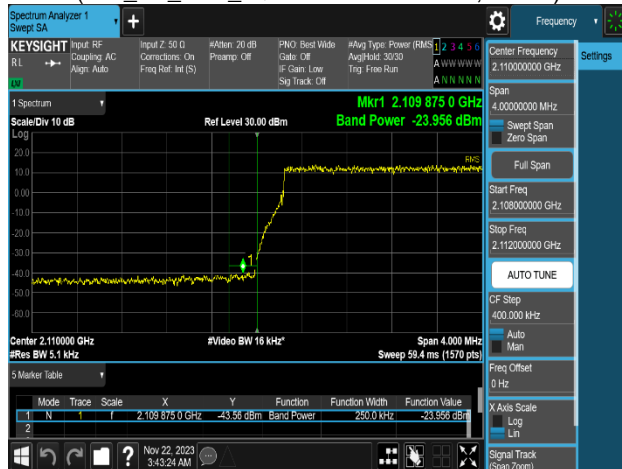 Spectrum Analyzer 1
Swept SA
Frequency
KEYSIGHT
RL
Input: RF
Coupling: AC
Align: Auto
Input Z: 50 Ω
Corrections: On
Freq Ref: Int (S)
#Atten: 20 dB
Preamp: Off
PNO: Best Wide
Gate: Off
IF Gain: Low
Sig Track: Off
#Avg Type: Power (RMS
Avg|Hold: 30/30
Trig: Free Run
1 2 3 4 5 6
A W W W W W
A N N N N N
Center Frequency
2.110000000 GHz
Settings
Span
4.00000000 MHz
Swept Span
Zero Span
Full Span
Start Freq
2.108000000 GHz
Stop Freq
2.112000000 GHz
AUTO TUNE
CF Step
400.000 kHz
Auto
Man
Freq Offset
0 Hz
X Axis Scale
Log
Lin
Signal Track
(Span Zoom)
1 Spectrum
Scale/Div 10 dB
Ref Level 30.00 dBm
Mkr1 2.109 875 0 GHz
Band Power -23.956 dBm
Log
RMS
20.0
10.0
0.00
-10.0
-20.0
-30.0
-40.0
-50.0
-60.0
1
Center 2.110000 GHz
#Video BW 16 kHz*
Span 4.000 MHz
#Res BW 5.1 kHz
Sweep 59.4 ms (1570 pts)
5 Marker Table
Mode Trace Scale X Y Function Function Width Function Value
1 N 1 f 2.109 875 0 GHz -43.56 dBm Band Power 250.0 kHz -23.956 dBm
2
Nov 22, 2023
3:43:24 AM